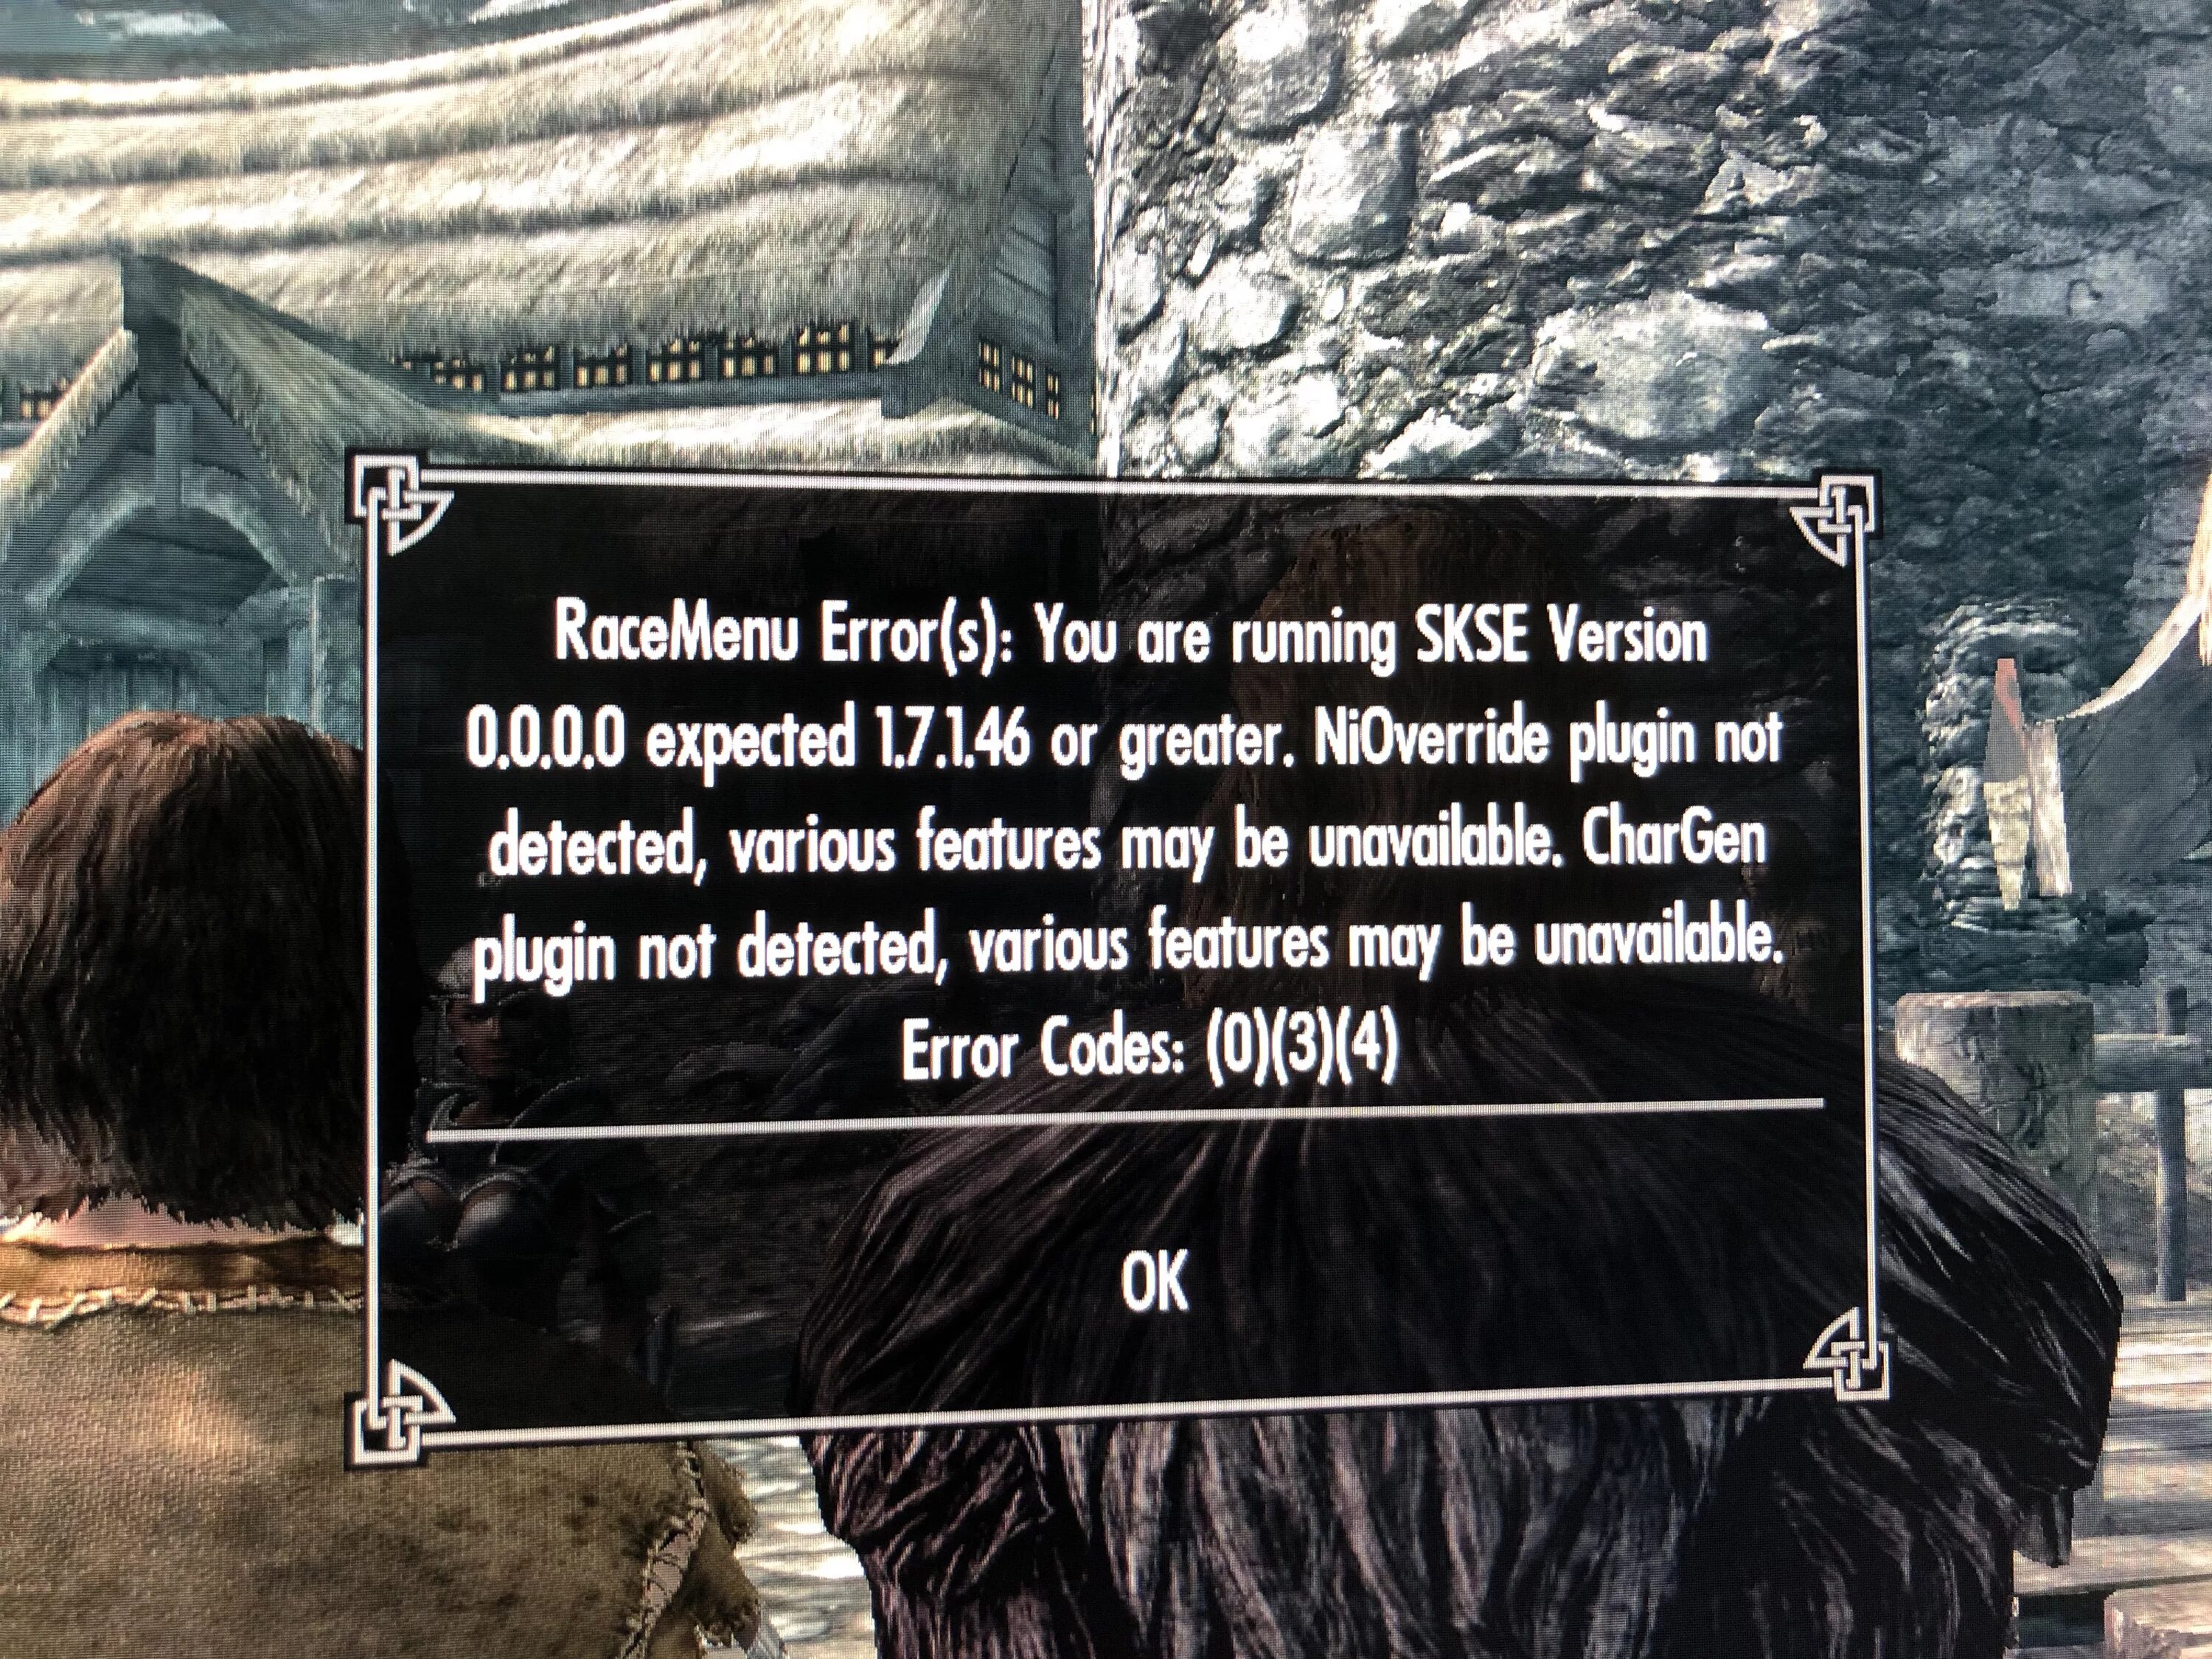 RaceMenu Error(s): You are running SKSE Version
0.0.0.0 expected 1.7.1.46 or greater. NiOverride plugin not
detected, various features may be unavailable. CharGen
plugin not detected, various features may be unavailable.
Error Codes: (0)(3)(4)
OK